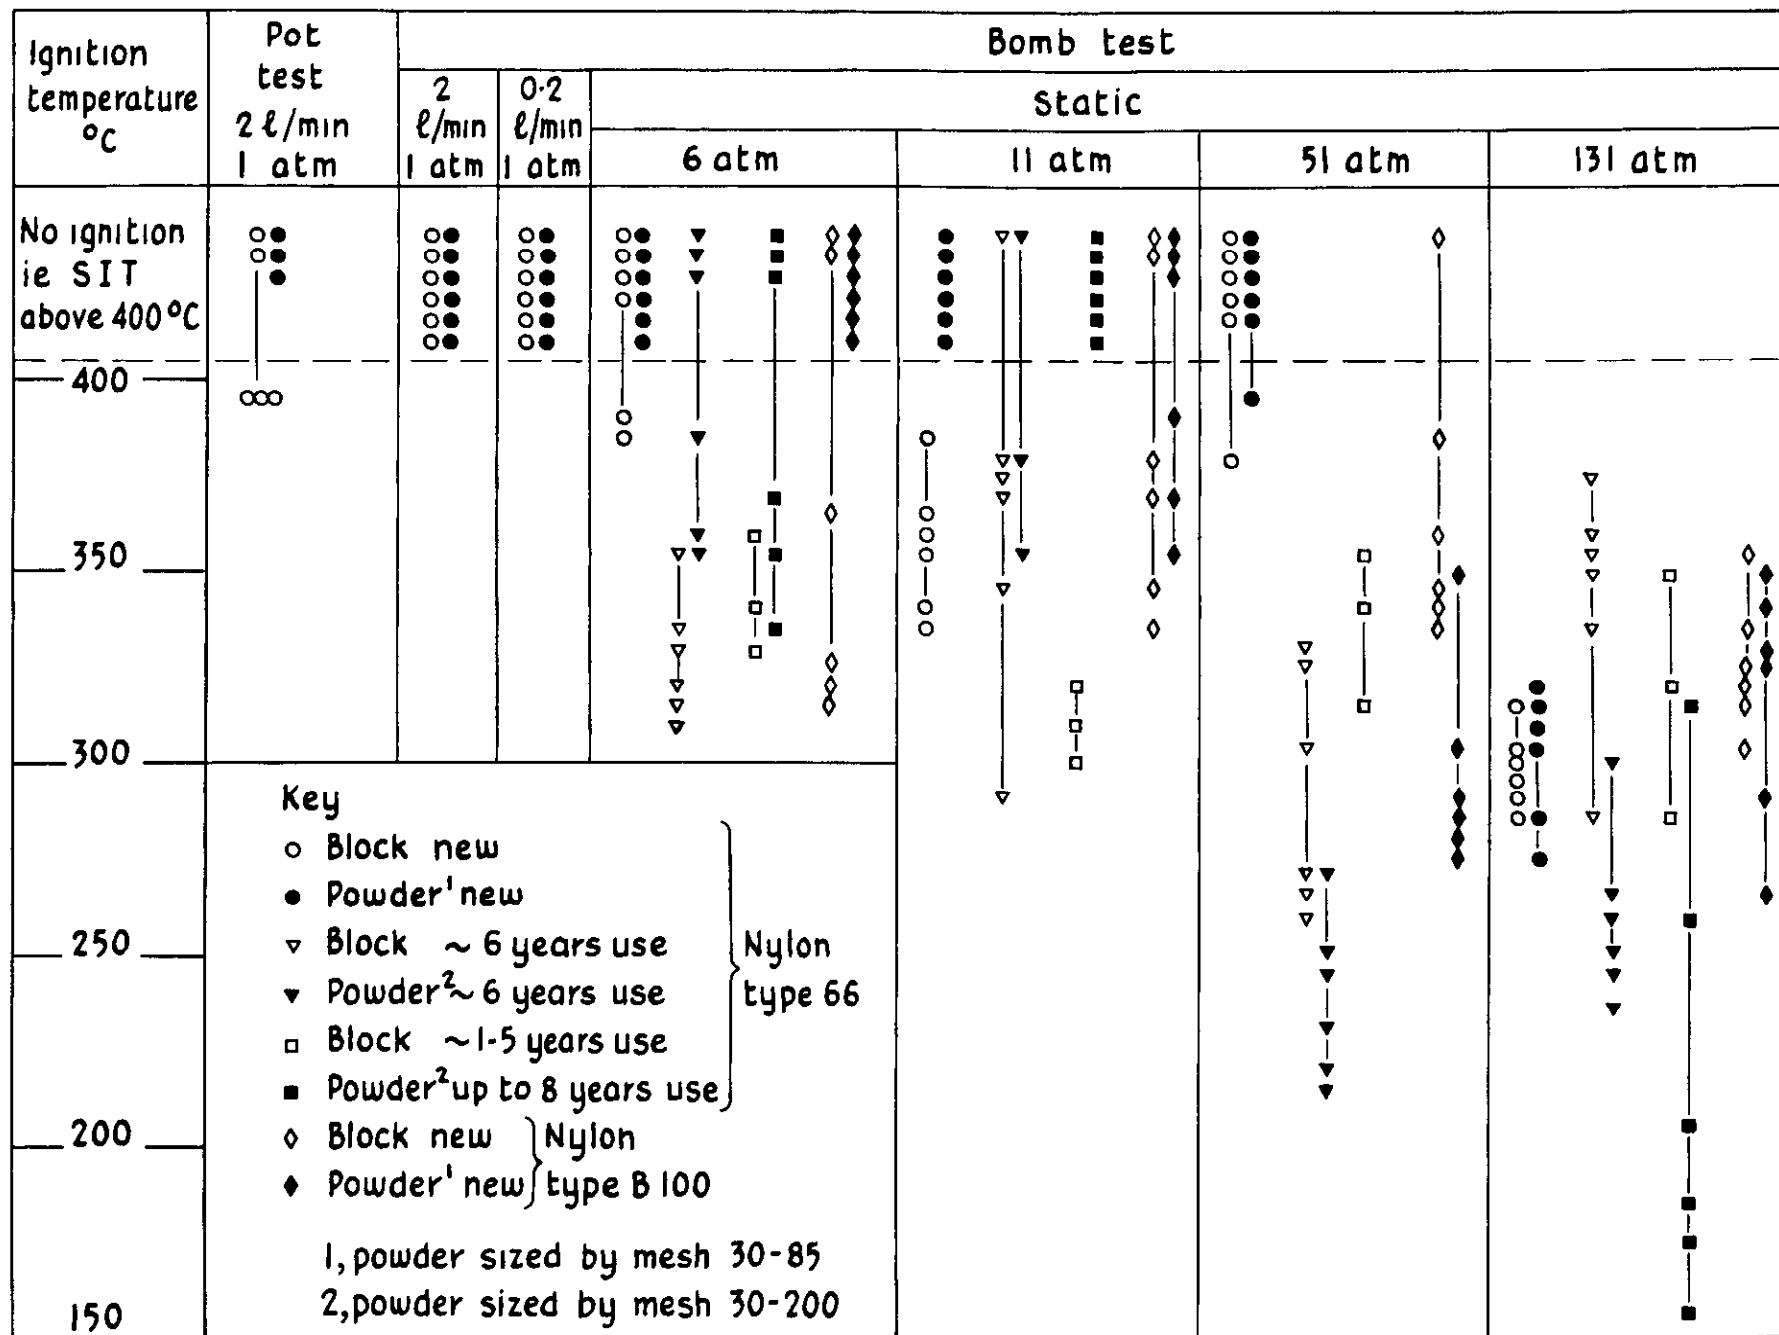 Ignition temperature °C
Pot test 2 ℓ/min 1 atm
Bomb test
2 ℓ/min 1 atm
0·2 ℓ/min 1 atm
Static
6 atm
11 atm
51 atm
131 atm
No ignition
ie SIT
above 400°C
400
350
300
250
200
150
Key
Block new
Powder¹ new
Block ~ 6 years use
Powder² ~ 6 years use
Block ~1-5 years use
Powder² up to 8 years use
Nylon type 66
Block new
Powder¹ new
Nylon type B 100
1, powder sized by mesh 30-85
2, powder sized by mesh 30-200